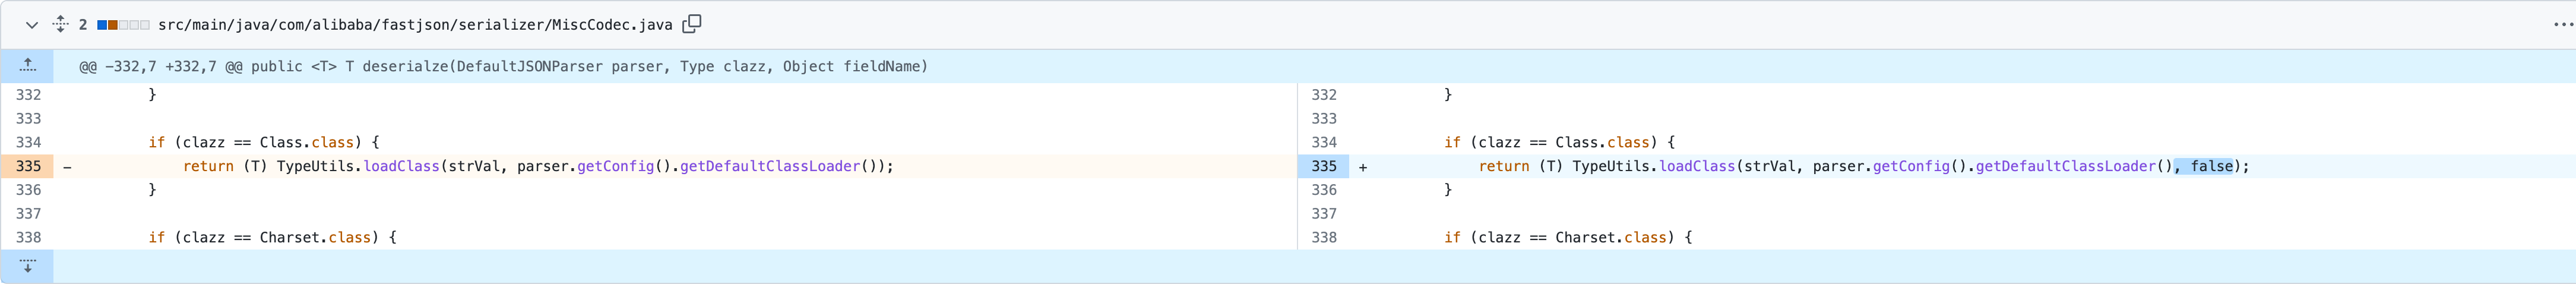 2 src/main/java/com/alibaba/fastjson/serializer/MiscCodec.java
@@ -332,7 +332,7 @@ public <T> T deserialze(DefaultJSONParser parser, Type clazz, Object fieldName)
332 }
333
334 if (clazz == Class.class) {
335 - return (T) TypeUtils.loadClass(strVal, parser.getConfig().getDefaultClassLoader());
336 }
337
338 if (clazz == Charset.class) {
332 }
333
334 if (clazz == Class.class) {
335 + return (T) TypeUtils.loadClass(strVal, parser.getConfig().getDefaultClassLoader(), false);
336 }
337
338 if (clazz == Charset.class) {